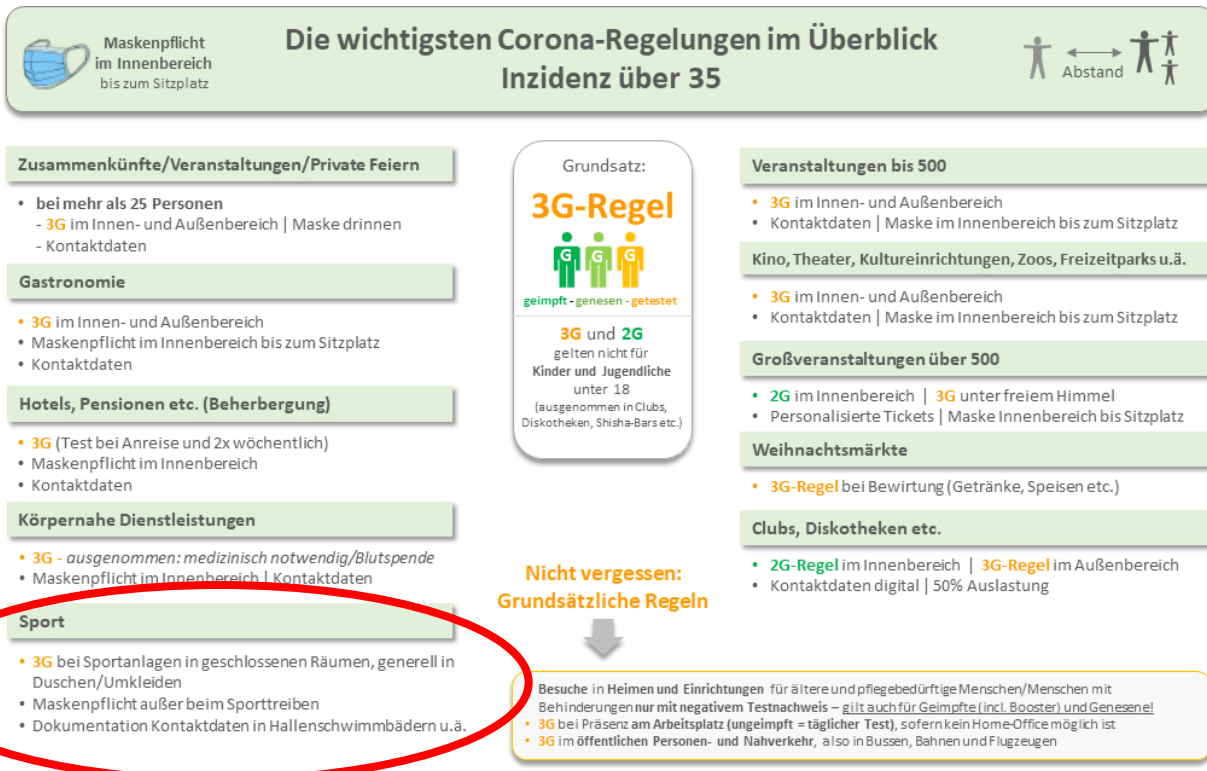 Maskenpflicht
im Innenbereich
bis zum Sitzplatz
Die wichtigsten Corona-Regelungen im Überblick
Inzidenz über 35
Abstand
Zusammenkünfte/Veranstaltungen/Private Feiern
• bei mehr als 25 Personen
- 3G im Innen- und Außenbereich | Maske drinnen
- Kontaktdaten
Gastronomie
• 3G im Innen- und Außenbereich
• Maskenpflicht im Innenbereich bis zum Sitzplatz
• Kontaktdaten
Hotels, Pensionen etc. (Beherbergung)
• 3G (Test bei Anreise und 2x wöchentlich)
• Maskenpflicht im Innenbereich
• Kontaktdaten
Körpernahe Dienstleistungen
• 3G - ausgenommen: medizinisch notwendig/Blutspende
• Maskenpflicht im Innenbereich | Kontaktdaten
Sport
• 3G bei Sportanlagen in geschlossenen Räumen, generell in
Duschen/Umkleiden
• Maskenpflicht außer beim Sporttreiben
• Dokumentation Kontaktdaten in Hallenschwimmbädern u.ä.
Grundsatz:
3G-Regel
G G G
geimpft - genesen - getestet
3G und 2G
gelten nicht für
Kinder und Jugendliche
unter 18
(ausgenommen in Clubs,
Diskotheken, Shisha-Bars etc.)
Nicht vergessen:
Grundsätzliche Regeln
Veranstaltungen bis 500
• 3G im Innen- und Außenbereich
• Kontaktdaten | Maske im Innenbereich bis zum Sitzplatz
Kino, Theater, Kultureinrichtungen, Zoos, Freizeitparks u.ä.
• 3G im Innen- und Außenbereich
• Kontaktdaten | Maske im Innenbereich bis zum Sitzplatz
Großveranstaltungen über 500
• 2G im Innenbereich | 3G unter freiem Himmel
• Personalisierte Tickets | Maske Innenbereich bis Sitzplatz
Weihnachtsmärkte
• 3G-Regel bei Bewirtung (Getränke, Speisen etc.)
Clubs, Diskotheken etc.
• 2G-Regel im Innenbereich | 3G-Regel im Außenbereich
• Kontaktdaten digital | 50% Auslastung
Besuche in Heimen und Einrichtungen für ältere und pflegebedürftige Menschen/Menschen mit
• Behinderungen nur mit negativem Testnachweis – gilt auch für Geimpfte (incl. Booster) und Genesene!
• 3G bei Präsenz am Arbeitsplatz (ungeimpft = täglicher Test), sofern kein Home-Office möglich ist
• 3G im öffentlichen Personen- und Nahverkehr, also in Bussen, Bahnen und Flugzeugen